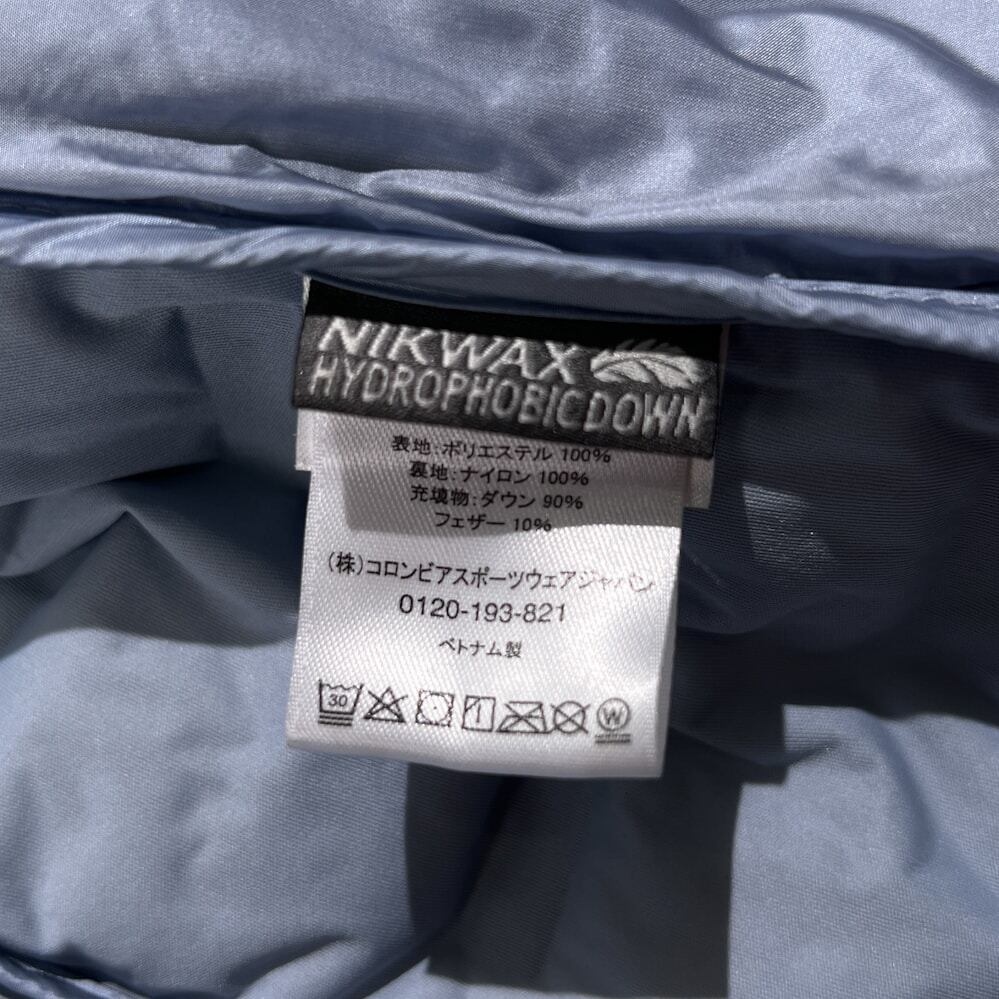 NIKWAX
HYDROPHOBIC DOWN
表地:ポリエステル 100%
裏地:ナイロン 100%
充填物:ダウン 90%
フェザー 10%
(株)コロンビアスポーツウェアジャパン
0120-193-821
ベトナム製
30
W